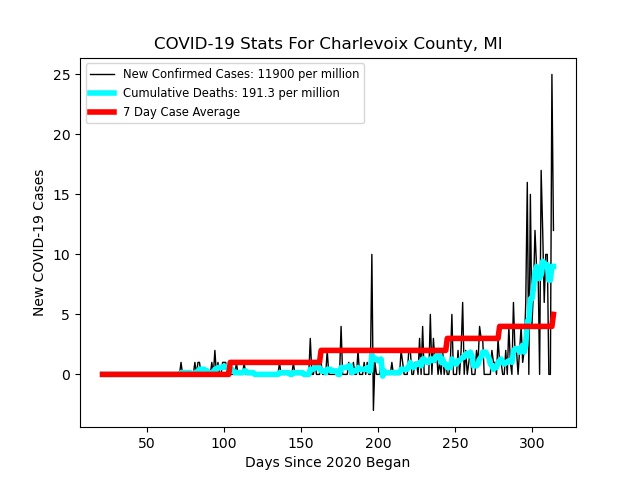 COVID-19 Stats For Charlevoix County, MI
New Confirmed Cases: 11900 per million
Cumulative Deaths: 191.3 per million
7 Day Case Average
New COVID-19 Cases
25
20
15
10
5
0
50 100 150 200 250 300
Days Since 2020 Began